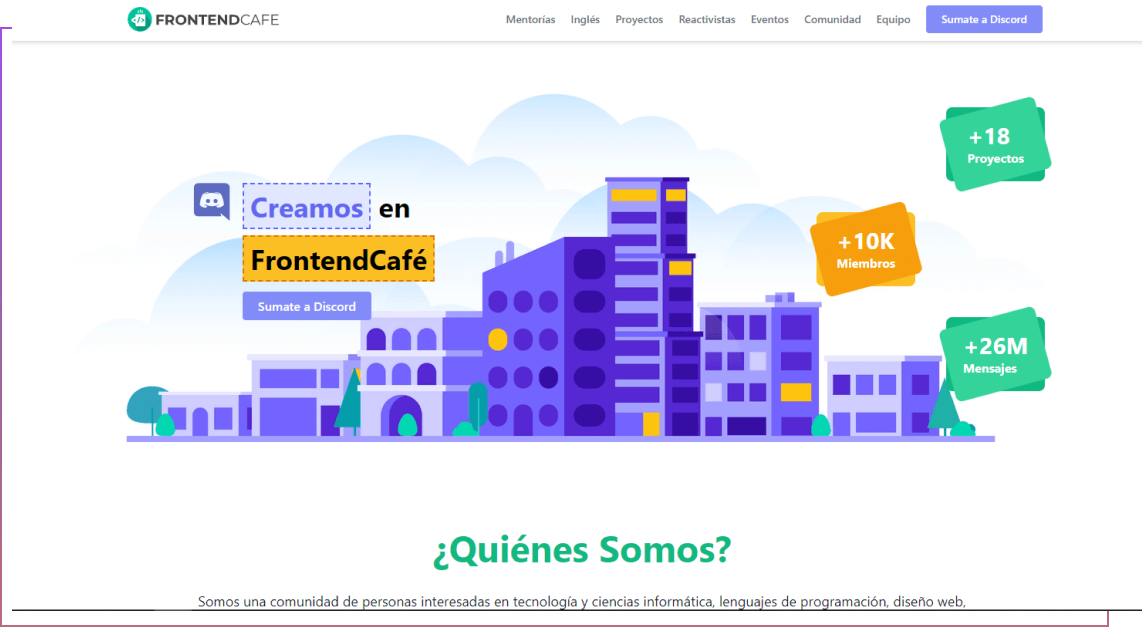 FRONTENDCAFE
Mentorías Inglés Proyectos Reactivistas Eventos Comunidad Equipo Sumate a Discord
Creamos en
FrontendCafé
Sumate a Discord
+18
Proyectos
+10K
Miembros
+26M
Mensajes
¿Quiénes Somos?
Somos una comunidad de personas interesadas en tecnología y ciencias informática, lenguajes de programación, diseño web,